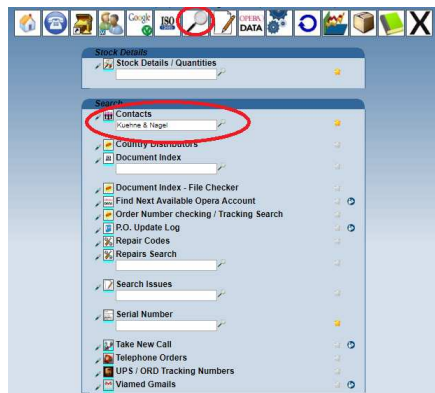 Google
ISO
OPERA
DATA
X
Stock Details
Stock Details / Quantities
Search
Contacts
Kuehne & Nagel
Country Distributors
Document Index
Document Index - File Checker
Find Next Available Opera Account
Order Number checking / Tracking Search
P.O. Update Log
Repair Codes
Repairs Search
Search Issues
Serial Number
Take New Call
Telephone Orders
UPS / ORD Tracking Numbers
Viamed Gmails